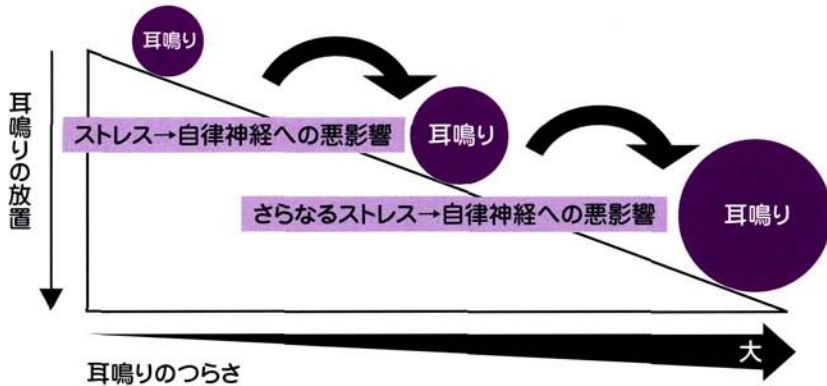 耳鳴り
耳鳴りの放置
ストレス→自律神経への悪影響
耳鳴り
さらなるストレス→自律神経への悪影響
耳鳴り
大
耳鳴りのつらさ